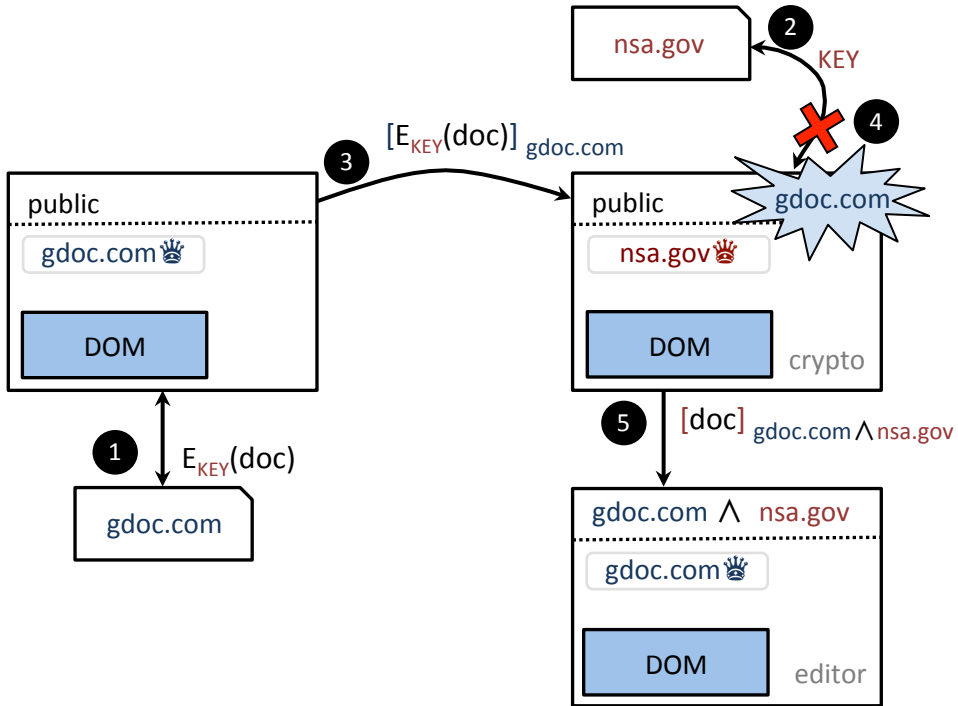 nsa.gov
2
KEY
4
3
[E_KEY(doc)] gdoc.com
public
gdoc.com
DOM
public
gdoc.com
nsa.gov
DOM
crypto
1
E_KEY(doc)
gdoc.com
5
[doc] gdoc.com ∧ nsa.gov
gdoc.com ∧ nsa.gov
gdoc.com
DOM
editor